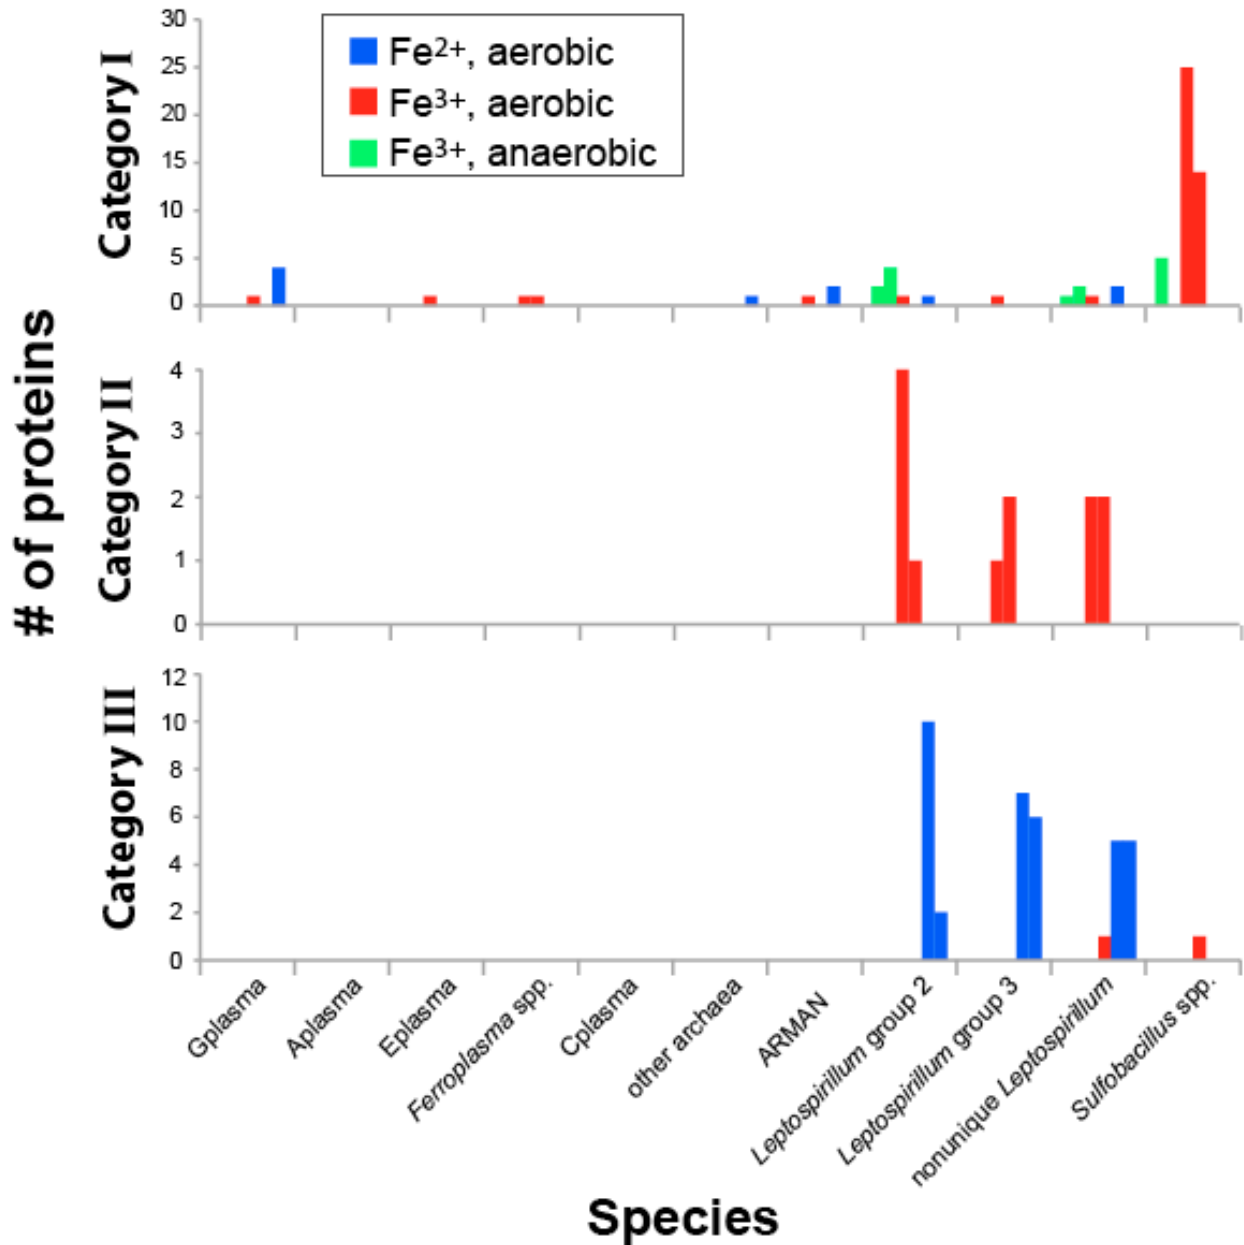 # of proteins
Category I
30
25
20
15
10
5
0
Fe2+, aerobic
Fe3+, aerobic
Fe3+, anaerobic
Category II
4
3
2
1
0
Category III
12
10
8
6
4
2
0
Gplasma
Aplasma
Eplasma
Ferroplasma spp.
Cplasma
other archaea
ARMAN
Leptospirillum group 2
Leptospirillum group 3
nonunique Leptospirillum
Sulfobacillus spp.
Species